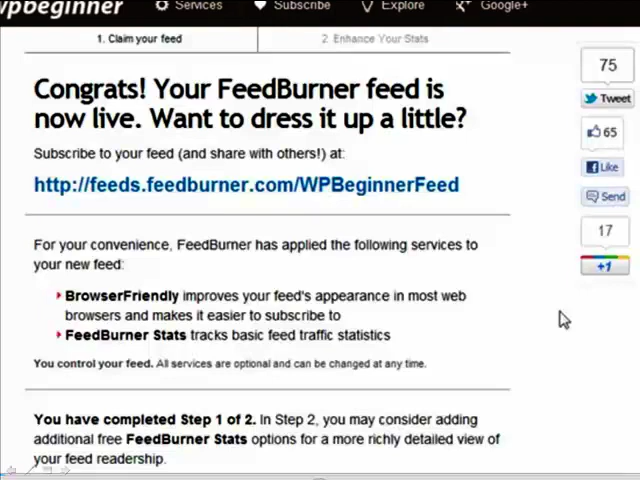 wpbeginner Services Subscribe Explore Google+
1. Claim your feed 2. Enhance Your Stats
Congrats! Your FeedBurner feed is
now live. Want to dress it up a little?
Subscribe to your feed (and share with others!) at:
http://feeds.feedburner.com/WPBeginnerFeed
For your convenience, FeedBurner has applied the following services to
your new feed:
BrowserFriendly improves your feed's appearance in most web
browsers and makes it easier to subscribe to
FeedBurner Stats tracks basic feed traffic statistics
You control your feed. All services are optional and can be changed at any time.
You have completed Step 1 of 2. In Step 2, you may consider adding
additional free FeedBurner Stats options for a more richly detailed view of
your feed readership.
75
Tweet
65
Like
Send
17
+1